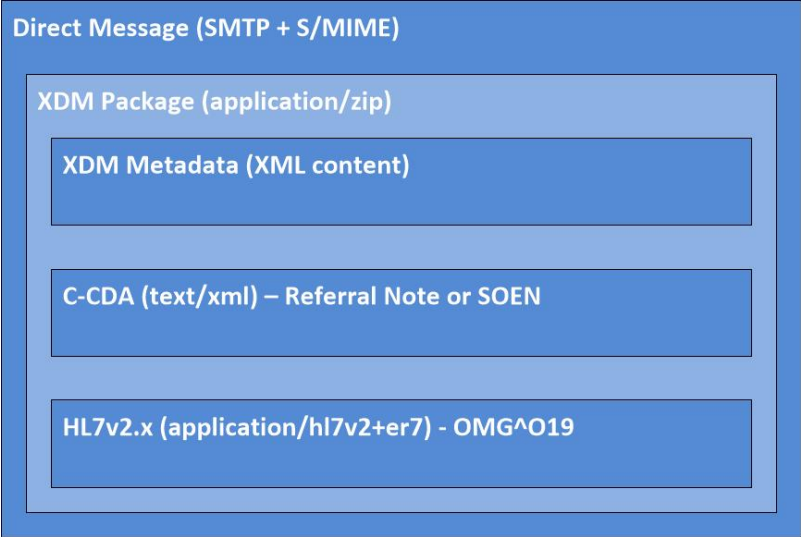 Direct Message (SMTP + S/MIME)
XDM Package (application/zip)
XDM Metadata (XML content)
C-CDA (text/xml) – Referral Note or SOEN
HL7v2.x (application/hl7v2+er7) - OMG^O19